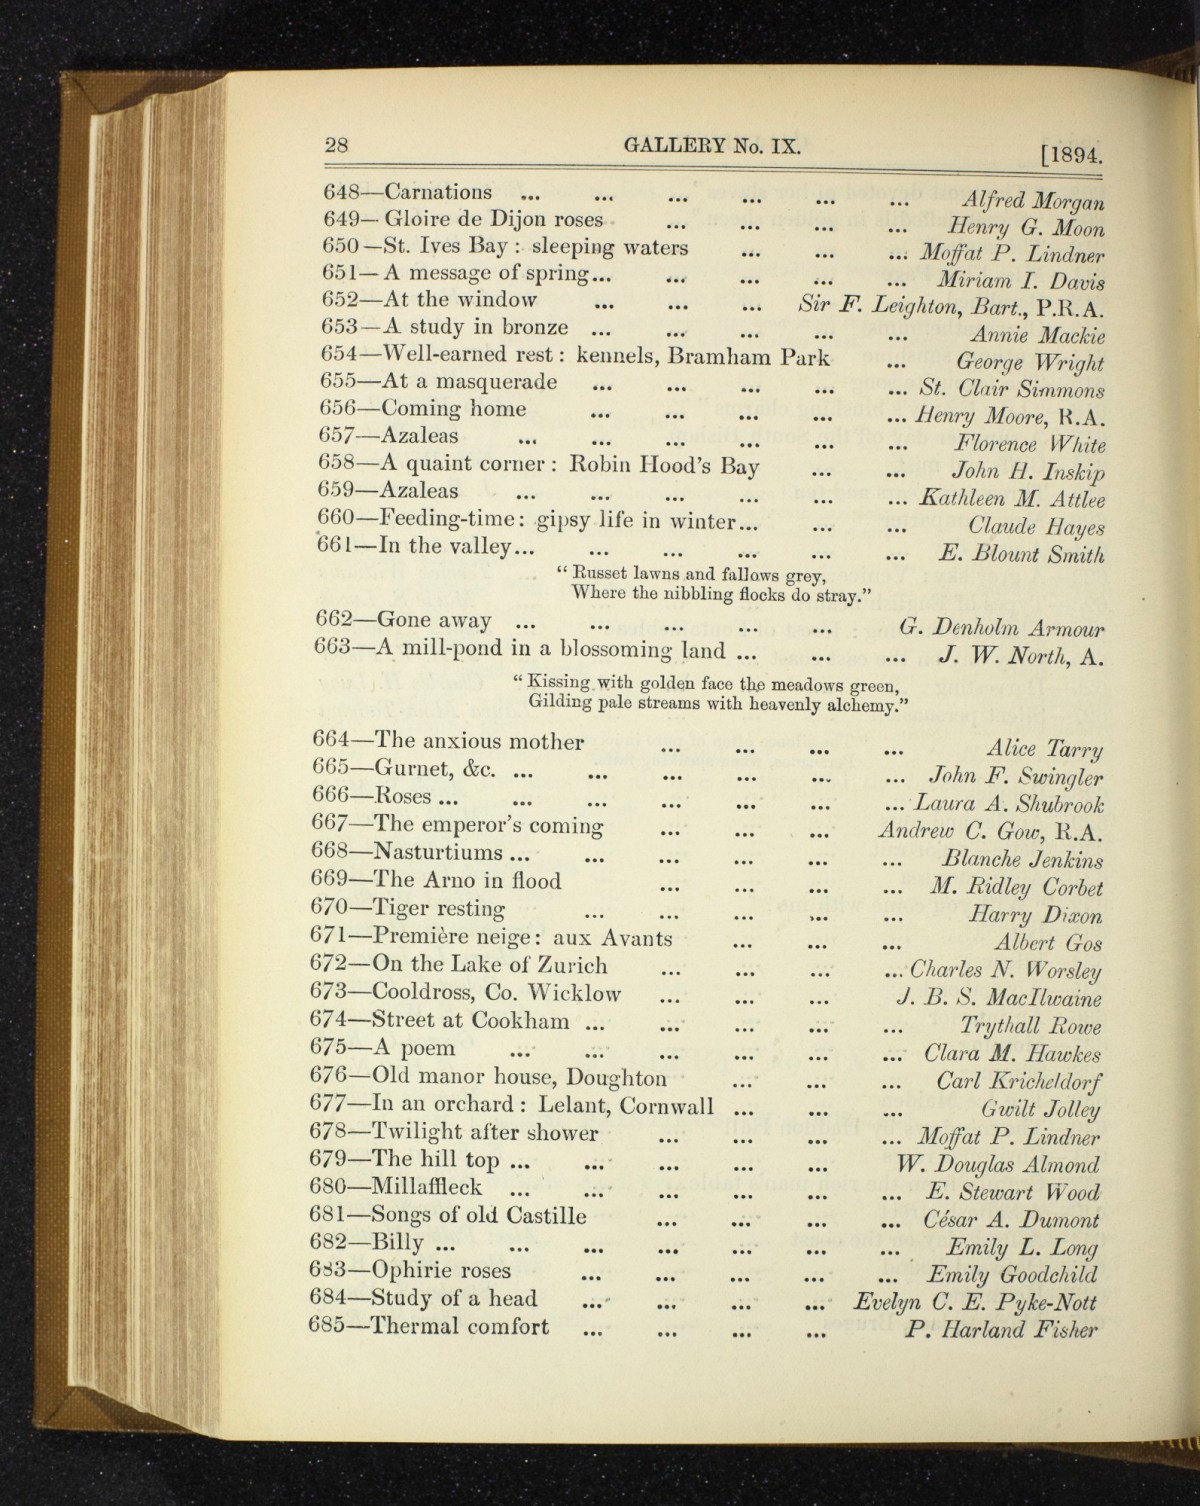 28 GALLERY No. IX. [1894.
648—Carnations ... ... ... ... ... ... Alfred Morgan
649—Gloire de Dijon roses ... ... ... ... Henry G. Moon
650—St. Ives Bay: sleeping waters ... ... ... Moffat P. Lindner
651—A message of spring... ... ... ... ... Miriam I. Davis
652—At the window ... ... ... Sir F. Leighton, Bart., P.R.A.
653—A study in bronze ... ... ... ... ... Annie Mackie
654—Well-earned rest: kennels, Bramham Park ... George Wright
655—At a masquerade ... ... ... ... ... St. Clair Simmons
656—Coming home ... ... ... ... ... Henry Moore, R.A.
657—Azaleas ... ... ... ... ... ... Florence White
658—A quaint corner: Robin Hood's Bay ... ... John H. Inskip
659—Azaleas ... ... ... ... ... ... Kathleen M. Attlee
660—Feeding-time: gipsy life in winter... ... ... Claude Hayes
661—In the valley... ... ... ... ... ... E. Blount Smith
"Russet lawns and fallows grey,
Where the nibbling flocks do stray."
662—Gone away ... ... ... ... ... G. Denholm Armour
663—A mill-pond in a blossoming land ... ... ... J. W. North, A.
"Kissing with golden face the meadows green,
Gilding pale streams with heavenly alchemy."
664—The anxious mother ... ... ... ... Alice Tarry
665—Gurnet, &c. ... ... ... ... ... ... John F. Swingler
666—Roses ... ... ... ... ... ... ... Laura A. Shubrook
667—The emperor's coming ... ... ... Andrew C. Gow, R.A.
668—Nasturtiums ... ... ... ... ... ... Blanche Jenkins
669—The Arno in flood ... ... ... ... M. Ridley Corbet
670—Tiger resting ... ... ... ... ... Harry Dixon
671—Première neige: aux Avants ... ... ... Albert Gos
672—On the Lake of Zurich ... ... ... ... Charles N. Worsley
673—Cooldross, Co. Wicklow ... ... ... J. B. S. MacIlwaine
674—Street at Cookham ... ... ... ... ... Trythall Rowe
675—A poem ... ... ... ... ... ... Clara M. Hawkes
676—Old manor house, Doughton ... ... ... Carl Kricheldorf
677—In an orchard: Lelant, Cornwall ... ... ... Gwilt Jolley
678—Twilight after shower ... ... ... ... Moffat P. Lindner
679—The hill top ... ... ... ... ... W. Douglas Almond
680—Millaffleck ... ... ... ... ... ... E. Stewart Wood
681—Songs of old Castille ... ... ... ... César A. Dumont
682—Billy ... ... ... ... ... ... ... Emily L. Long
683—Ophirie roses ... ... ... ... ... Emily Goodchild
684—Study of a head ... ... ... ... Evelyn C. E. Pyke-Nott
685—Thermal comfort ... ... ... ... P. Harland Fisher